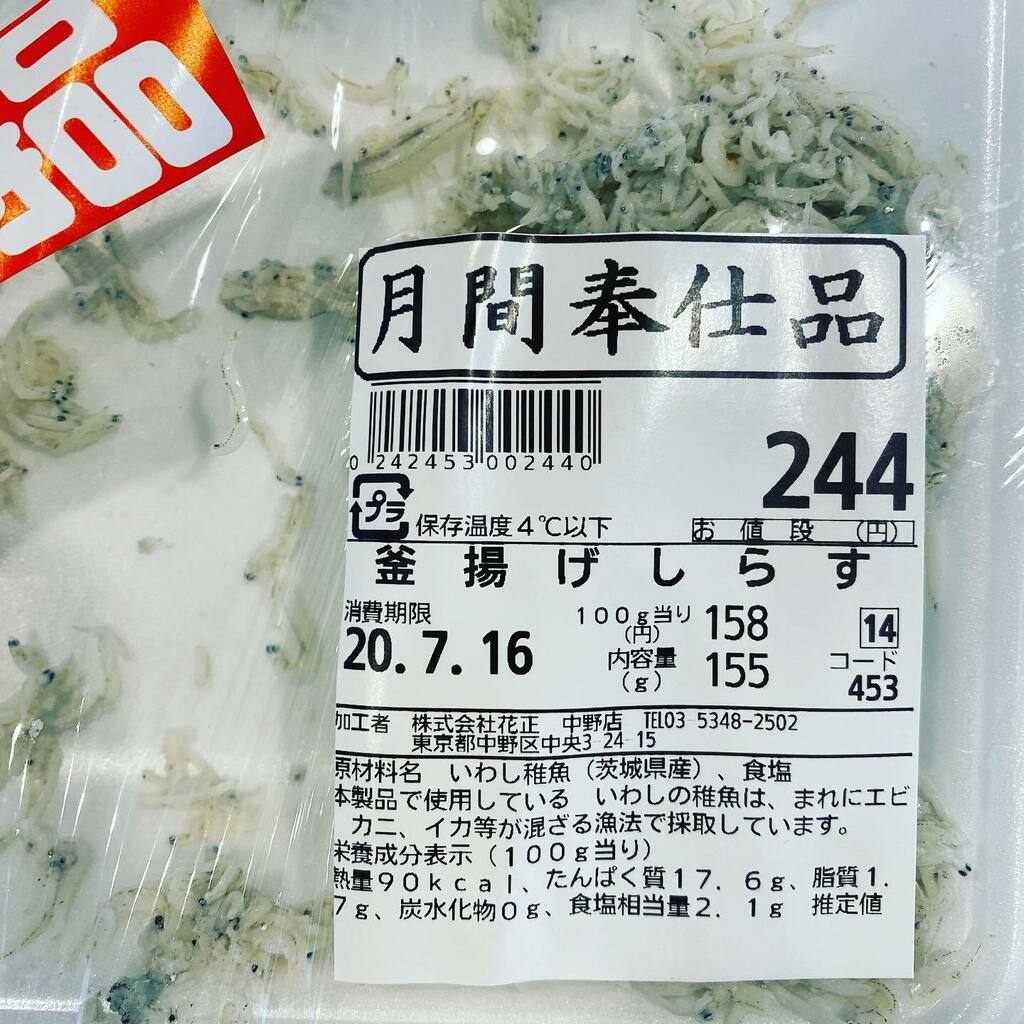 月間奉仕品
0 242453 002440
244
プラ
保存温度4℃以下
お値段 (円)
釜揚げしらす
消費期限
20.7.16
100g当り (円) 158
内容量 (g) 155
14
コード
453
加工者 株式会社花正 中野店 TEL03-5348-2502
東京都中野区中央3-24-15
原材料名 いわし稚魚(茨城県産)、食塩
本製品で使用している いわしの稚魚は、まれにエビ
カニ、イカ等が混ざる漁法で採取しています。
栄養成分表示(100g当り)
熱量90kcal、たんぱく質17.6g、脂質1.
7g、炭水化物0g、食塩相当量2.1g 推定値